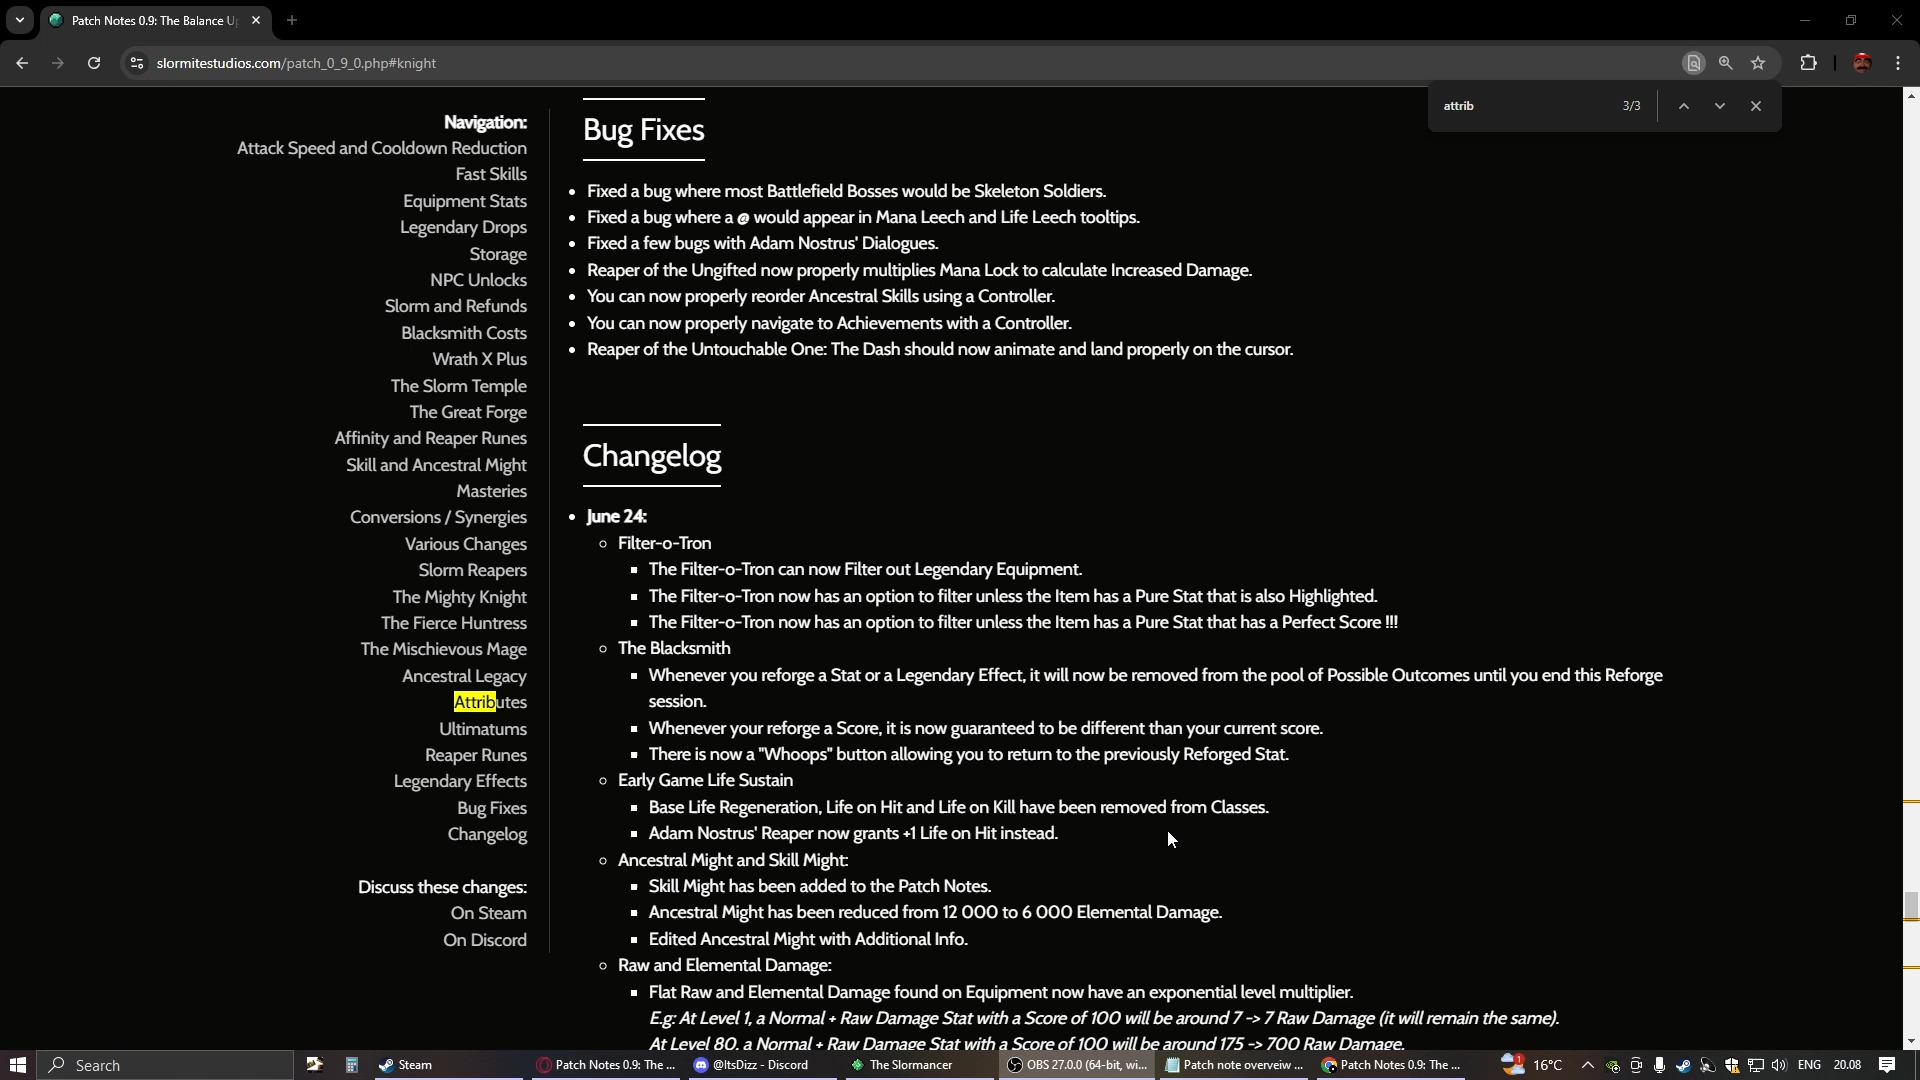 Patch Notes 0.9: The Balance U
slormitestudios.com/patch_0_9_0.php#knight
attrib
3/3
Navigation:
Attack Speed and Cooldown Reduction
Fast Skills
Equipment Stats
Legendary Drops
Storage
NPC Unlocks
Slorm and Refunds
Blacksmith Costs
Wrath X Plus
The Slorm Temple
The Great Forge
Affinity and Reaper Runes
Skill and Ancestral Might
Masteries
Conversions / Synergies
Various Changes
Slorm Reapers
The Mighty Knight
The Fierce Huntress
The Mischievous Mage
Ancestral Legacy
Attributes
Ultimatums
Reaper Runes
Legendary Effects
Bug Fixes
Changelog
Discuss these changes:
On Steam
On Discord
Bug Fixes
• Fixed a bug where most Battlefield Bosses would be Skeleton Soldiers.
• Fixed a bug where a @ would appear in Mana Leech and Life Leech tooltips.
• Fixed a few bugs with Adam Nostrus' Dialogues.
• Reaper of the Ungifted now properly multiplies Mana Lock to calculate Increased Damage.
• You can now properly reorder Ancestral Skills using a Controller.
• You can now properly navigate to Achievements with a Controller.
• Reaper of the Untouchable One: The Dash should now animate and land properly on the cursor.
Changelog
• June 24:
Filter-o-Tron
The Filter-o-Tron can now Filter out Legendary Equipment.
The Filter-o-Tron now has an option to filter unless the Item has a Pure Stat that is also Highlighted.
The Filter-o-Tron now has an option to filter unless the Item has a Pure Stat that has a Perfect Score !!!
The Blacksmith
Whenever you reforge a Stat or a Legendary Effect, it will now be removed from the pool of Possible Outcomes until you end this Reforge
session.
Whenever your reforge a Score, it is now guaranteed to be different than your current score.
There is now a "Whoops" button allowing you to return to the previously Reforged Stat.
Early Game Life Sustain
Base Life Regeneration, Life on Hit and Life on Kill have been removed from Classes.
Adam Nostrus' Reaper now grants +1 Life on Hit instead.
Ancestral Might and Skill Might:
Skill Might has been added to the Patch Notes.
Ancestral Might has been reduced from 12 000 to 6 000 Elemental Damage.
Edited Ancestral Might with Additional Info.
Raw and Elemental Damage:
Flat Raw and Elemental Damage found on Equipment now have an exponential level multiplier.
E.g: At Level 1, a Normal + Raw Damage Stat with a Score of 100 will be around 7 -> 7 Raw Damage (it will remain the same).
At Level 80, a Normal + Raw Damage Stat with a Score of 100 will be around 175 -> 700 Raw Damage.
Search
Steam
Patch Notes 0.9: The ...
@ItsDizz - Discord
The Slormancer
OBS 27.0.0 (64-bit, wi...
Patch note overveiw ...
Patch Notes 0.9: The ...
1
16°C
ENG
20.08